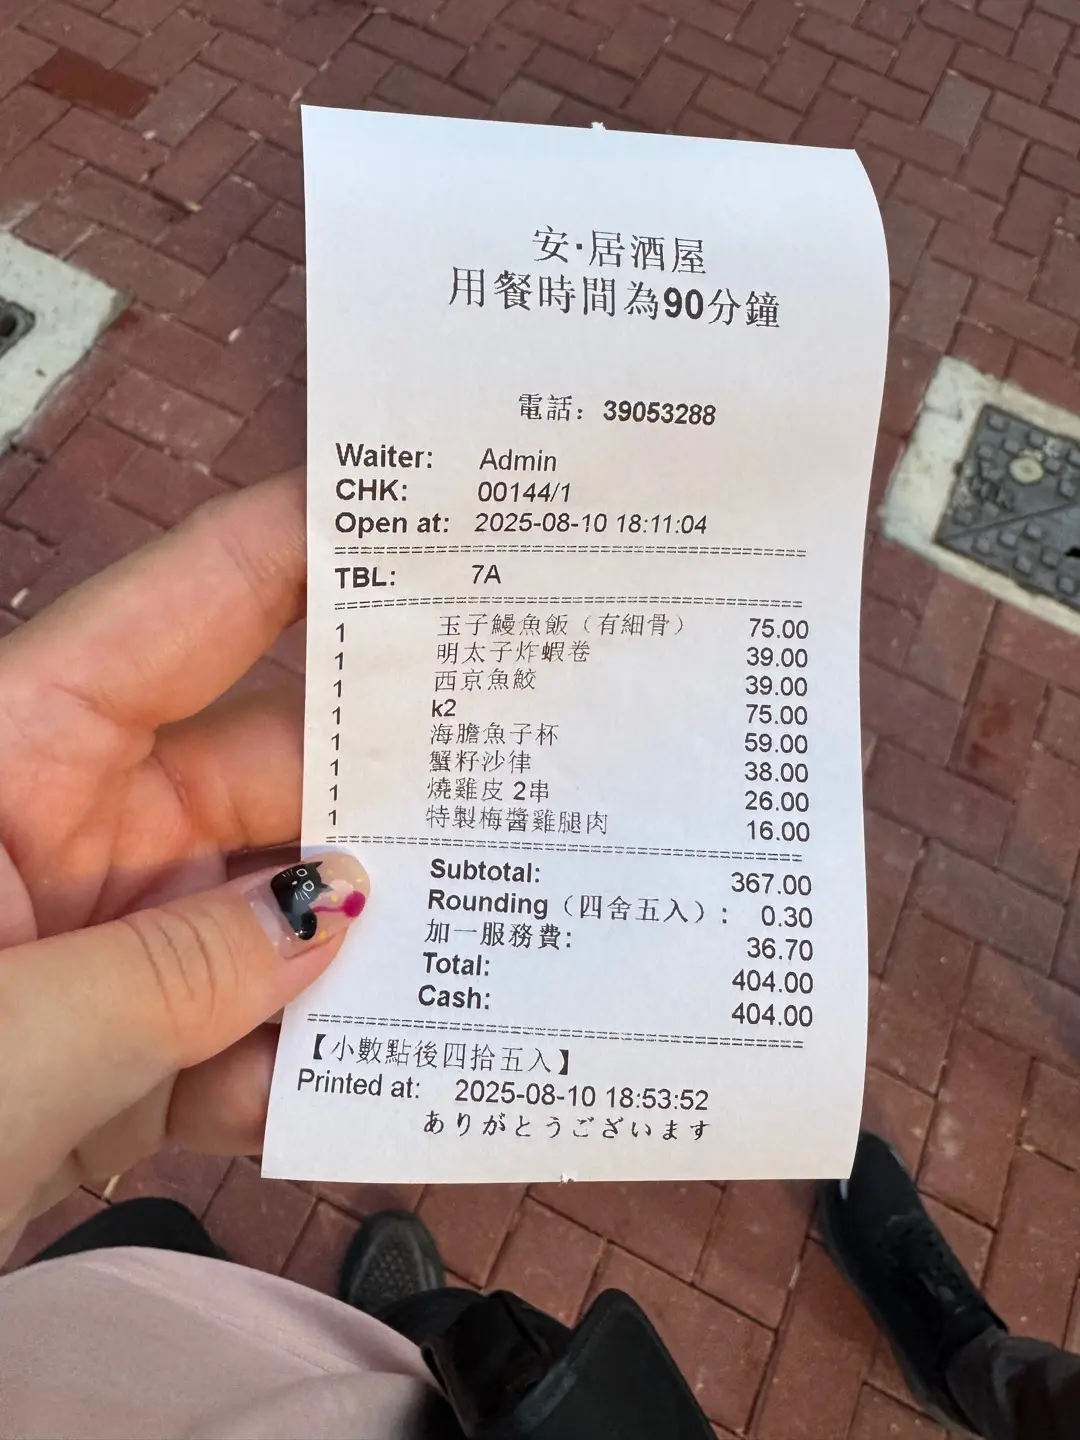 安·居酒屋
用餐時間為90分鐘
電話：39053288
Waiter: Admin
CHK: 00144/1
Open at: 2025-08-10 18:11:04
TBL: 7A
1 玉子鰻魚飯（有細骨） 75.00
1 明太子炸蝦卷 39.00
1 西京魚鮫 39.00
1 k2 75.00
1 海膽魚子杯 59.00
1 蟹籽沙律 38.00
1 燒雞皮 2串 26.00
1 特製梅醬雞腿肉 16.00
Subtotal: 367.00
Rounding（四舍五入）: 0.30
加一服務費: 36.70
Total: 404.00
Cash: 404.00
【小數點後四拾五入】
Printed at: 2025-08-10 18:53:52
ありがとうございます